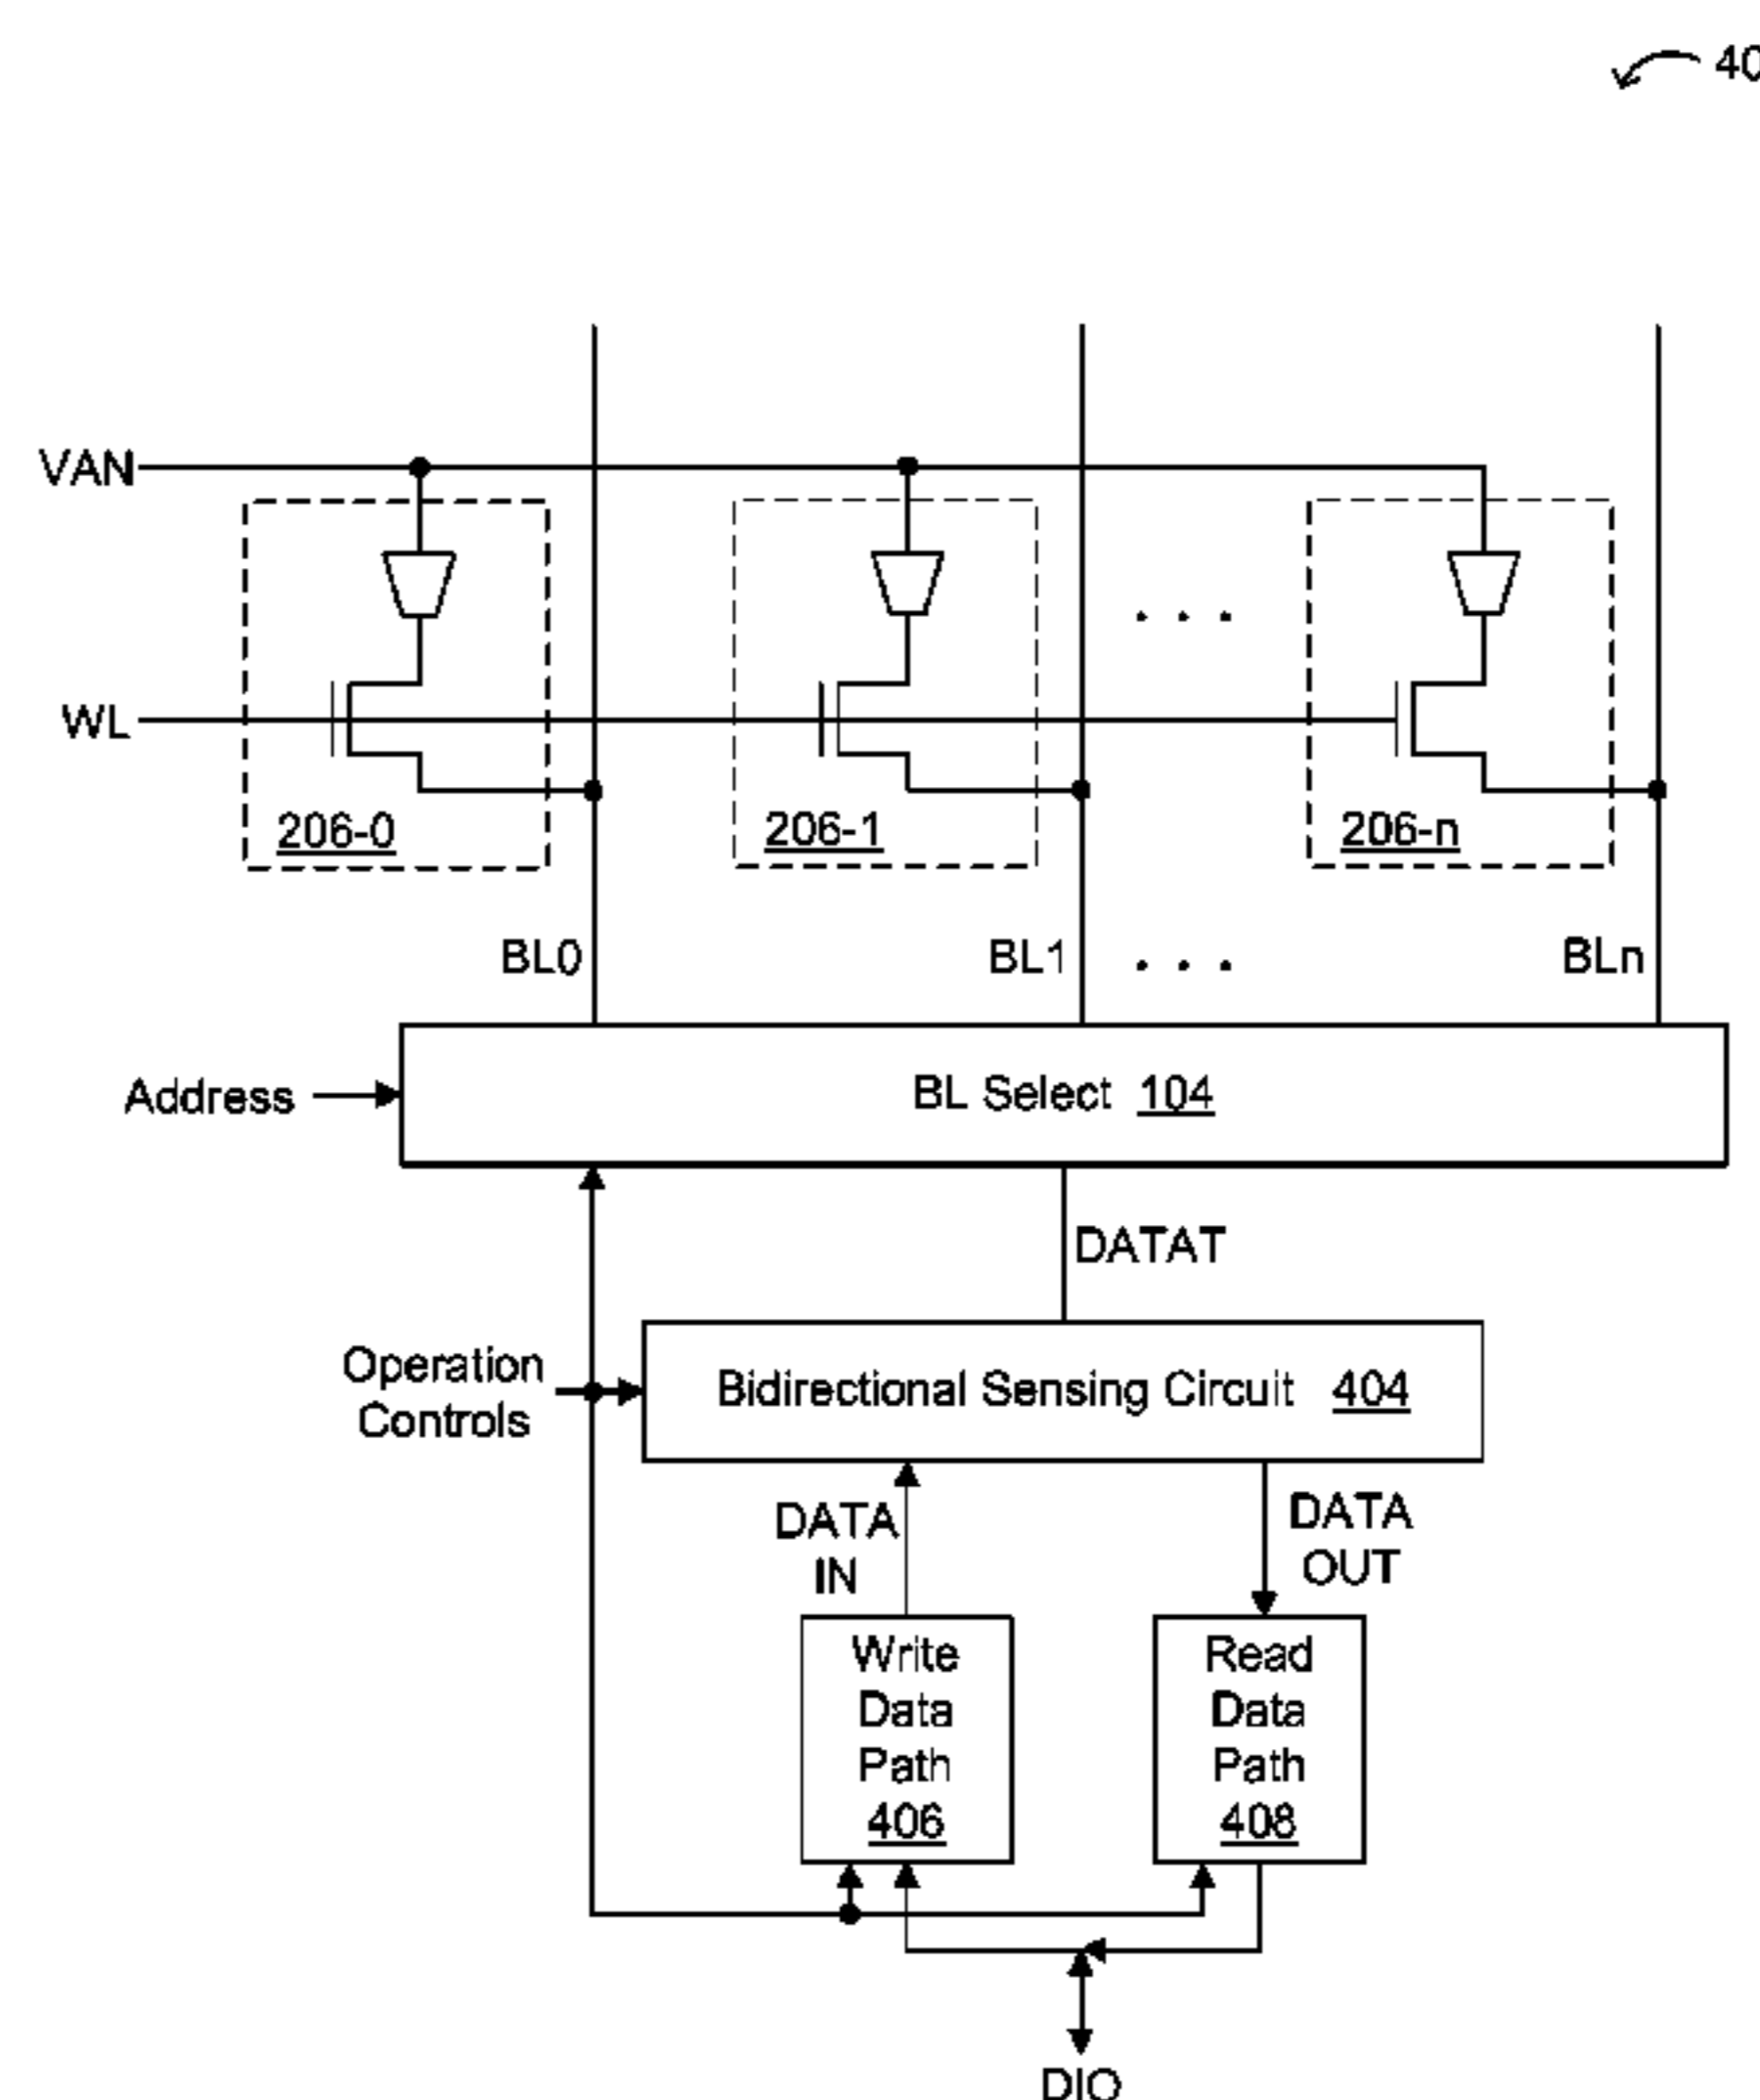 40
VAN
WL
206-0
206-1
206-n
. . .
BL0
BL1
. . .
BLn
Address
BL Select 104
DATAT
Operation
Controls
Bidirectional Sensing Circuit 404
DATA
IN
DATA
OUT
Write
Data
Path
406
Read
Data
Path
408
DIO